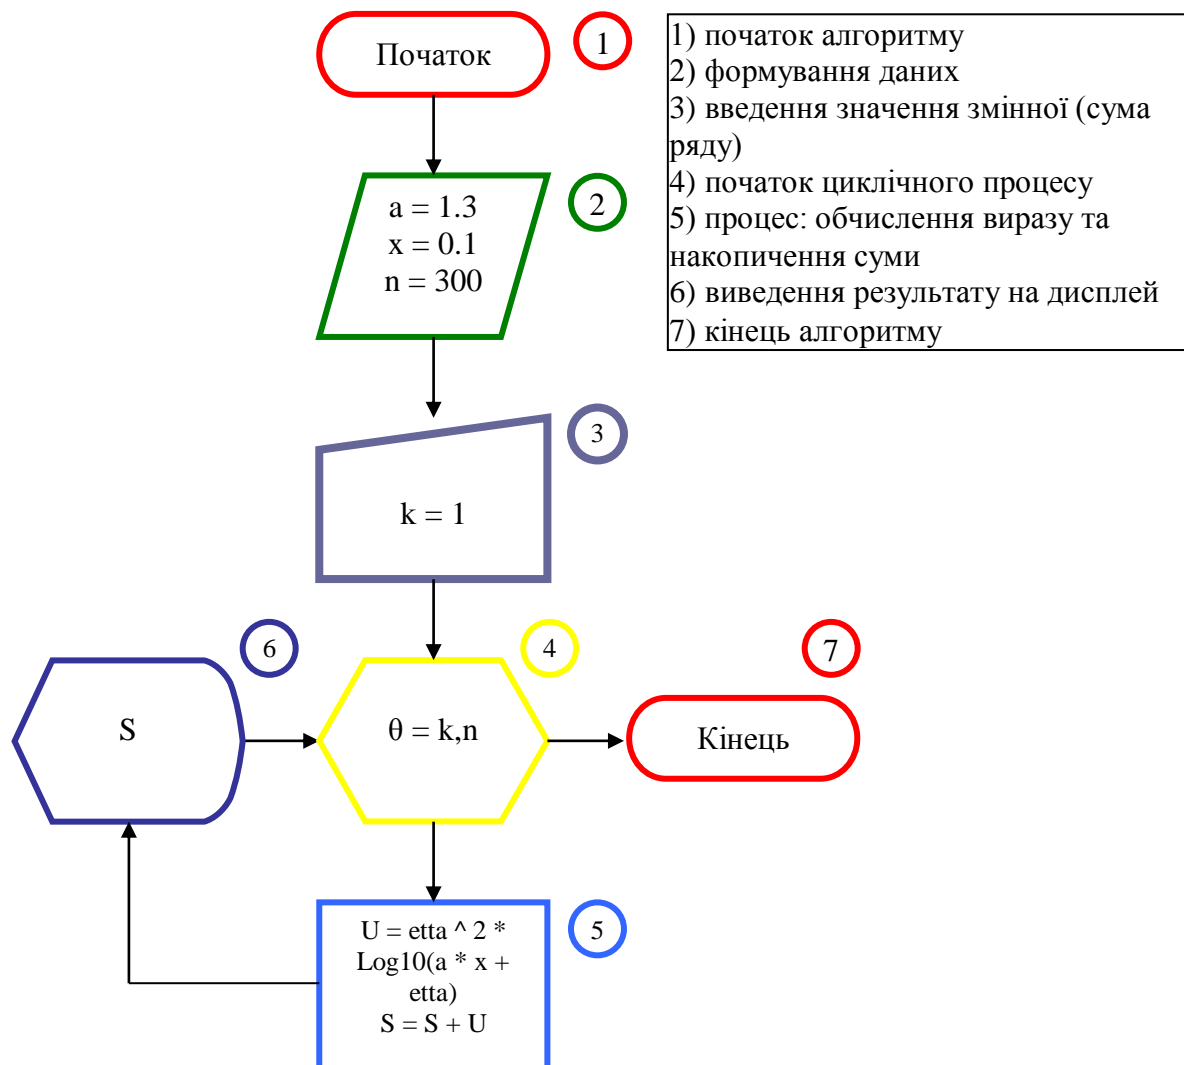 Початок
1
1) початок алгоритму
2) формування даних
3) введення значення змінної (сума
ряду)
4) початок циклічного процесу
5) процес: обчислення виразу та
накопичення суми
6) виведення результату на дисплей
7) кінець алгоритму
a = 1.3
x = 0.1
n = 300
2
3
k = 1
6
4
7
S
θ = k,n
Кінець
U = etta ^ 2 *
Log10(a * x +
etta)
S = S + U
5